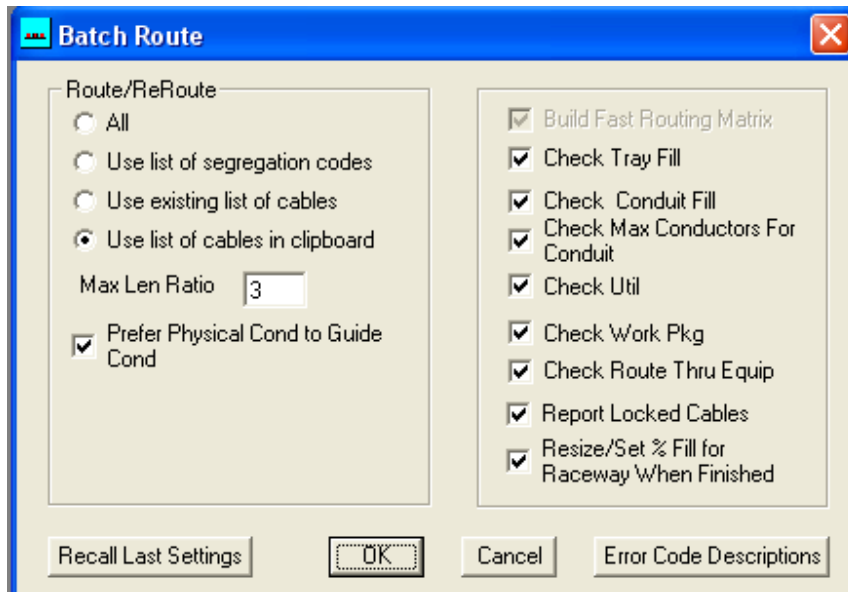 Batch Route
Route/ReRoute
All
Use list of segregation codes
Use existing list of cables
Use list of cables in clipboard
Max Len Ratio 3
Prefer Physical Cond to Guide
Cond
Build Fast Routing Matrix
Check Tray Fill
Check Conduit Fill
Check Max Conductors For
Conduit
Check Util
Check Work Pkg
Check Route Thru Equip
Report Locked Cables
Resize/Set % Fill for
Raceway When Finished
Recall Last Settings OK Cancel Error Code Descriptions